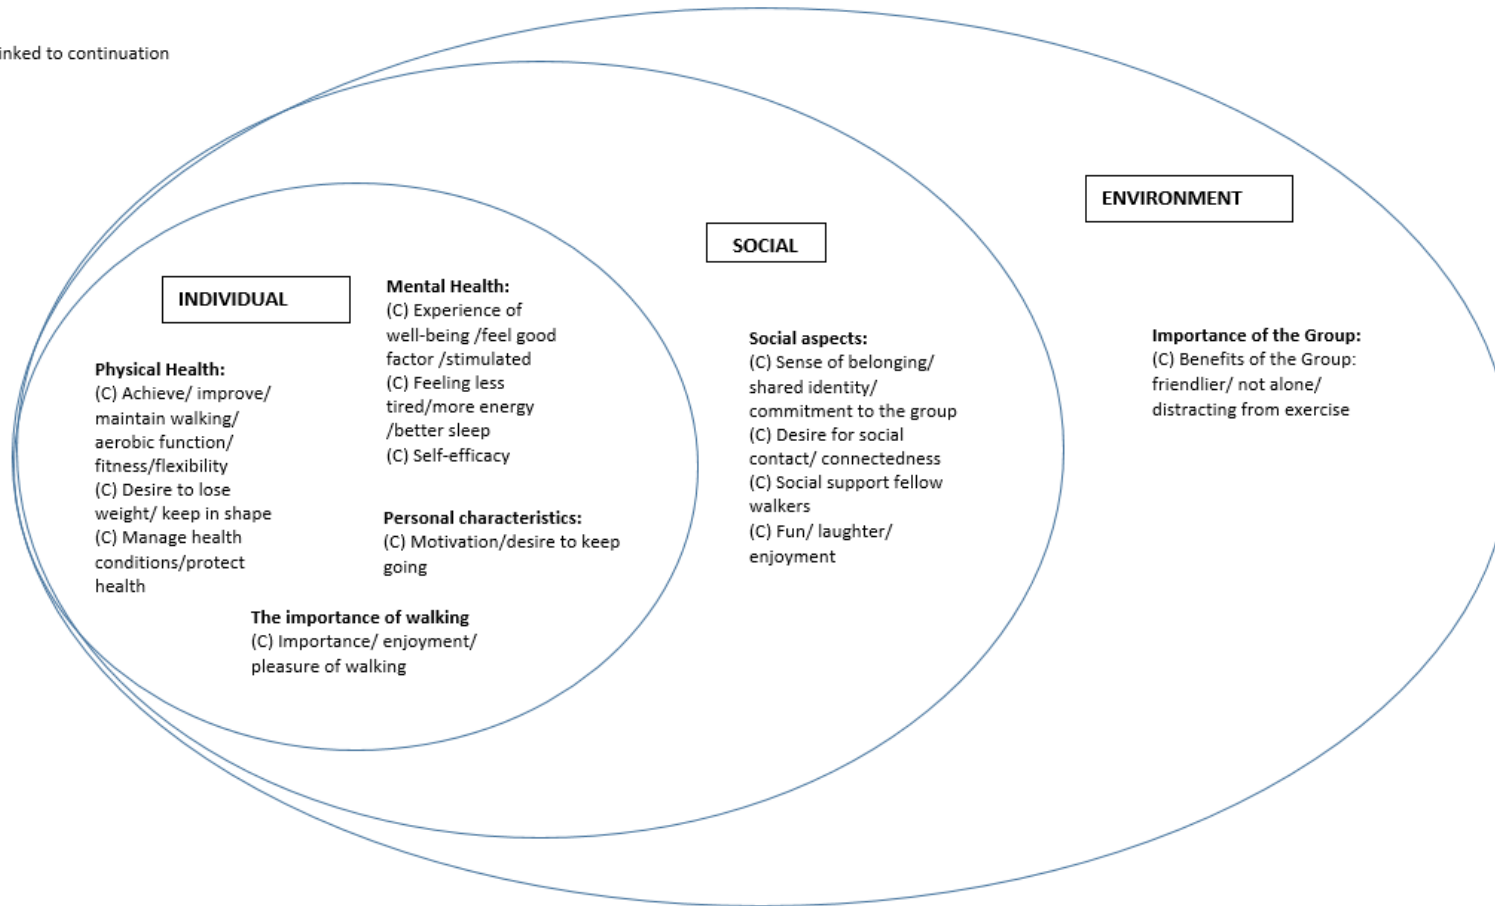 inked to continuation
ENVIRONMENT
SOCIAL
INDIVIDUAL
Mental Health:
(C) Experience of
well-being /feel good
factor /stimulated
(C) Feeling less
tired/more energy
/better sleep
(C) Self-efficacy
Physical Health:
(C) Achieve/ improve/
maintain walking/
aerobic function/
fitness/flexibility
(C) Desire to lose
weight/ keep in shape
(C) Manage health
conditions/protect
health
Personal characteristics:
(C) Motivation/desire to keep
going
The importance of walking
(C) Importance/ enjoyment/
pleasure of walking
Social aspects:
(C) Sense of belonging/
shared identity/
commitment to the group
(C) Desire for social
contact/ connectedness
(C) Social support fellow
walkers
(C) Fun/ laughter/
enjoyment
Importance of the Group:
(C) Benefits of the Group:
friendlier/ not alone/
distracting from exercise